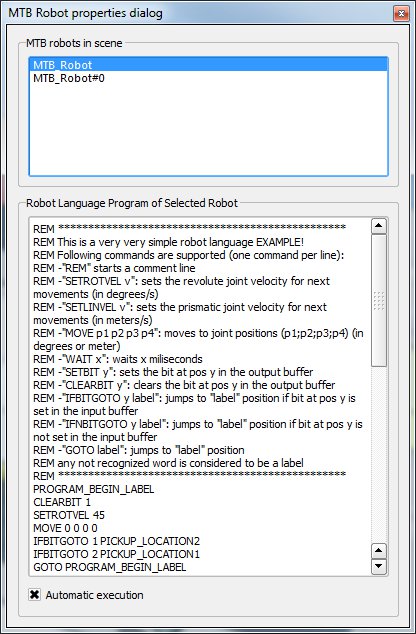 MTB Robot properties dialog
MTB robots in scene
MTB_Robot
MTB_Robot#0
Robot Language Program of Selected Robot
REM ************************************************
REM This is a very very simple robot language EXAMPLE!
REM Following commands are supported (one command per line):
REM -"REM" starts a comment line
REM -"SETROTVEL v": sets the revolute joint velocity for next
movements (in degrees/s)
REM -"SETLINVEL v": sets the prismatic joint velocity for next
movements (in meters/s)
REM -"MOVE p1 p2 p3 p4": moves to joint positions (p1;p2;p3;p4) (in
degrees or meter)
REM -"WAIT x": waits x miliseconds
REM -"SETBIT y": sets the bit at pos y in the output buffer
REM -"CLEARBIT y": clears the bit at pos y in the output buffer
REM -"IFBITGOTO y label": jumps to "label" position if bit at pos y is
set in the input buffer
REM -"IFNBITGOTO y label": jumps to "label" position if bit at pos y is
not set in the input buffer
REM -"GOTO label": jumps to "label" position
REM any not recognized word is considered to be a label
REM ************************************************
PROGRAM_BEGIN_LABEL
CLEARBIT 1
SETROTVEL 45
MOVE 0 0 0 0
IFBITGOTO 1 PICKUP_LOCATION2
IFBITGOTO 2 PICKUP_LOCATION1
GOTO PROGRAM_BEGIN_LABEL
Automatic execution